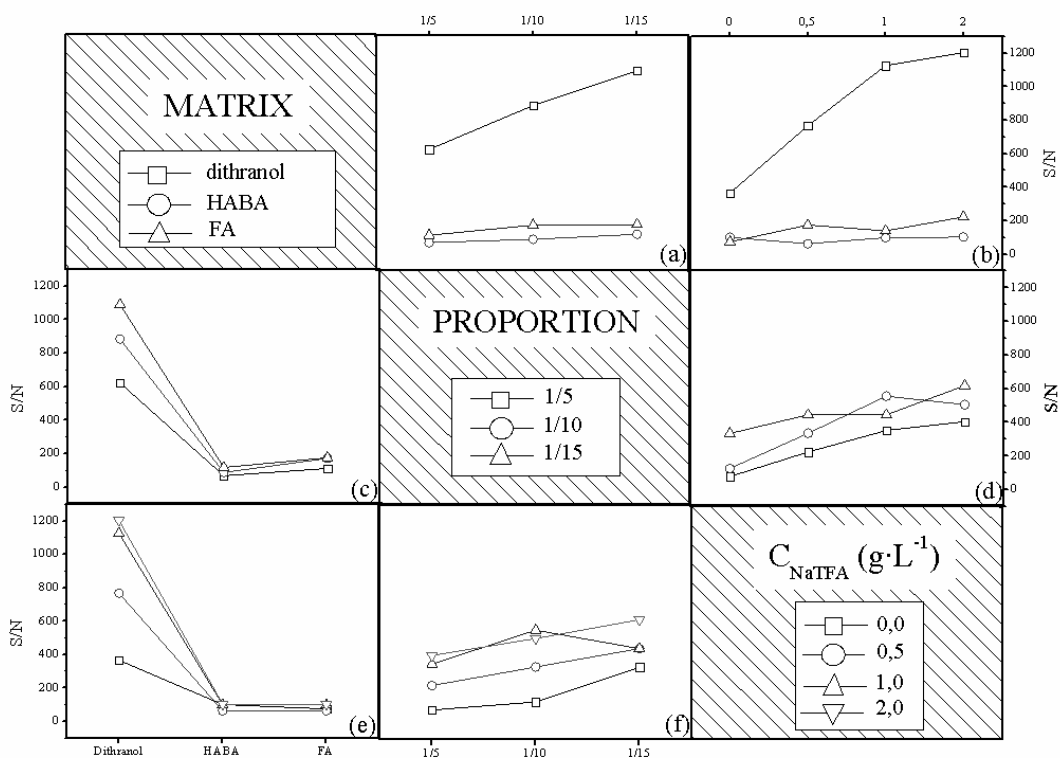 1/5 1/10 1/15
0 0,5 1 2
MATRIX
dithranol
HABA
FA
(a)
(b)
1200
1000
800
600
400
200
0
S/N
1200
1000
800
600
400
200
0
S/N
(c)
PROPORTION
1/5
1/10
1/15
(d)
1200
1000
800
600
400
200
0
S/N
1200
1000
800
600
400
200
0
S/N
(e)
(f)
C NaTFA (g·L-1)
0,0
0,5
1,0
2,0
Dithranol HABA FA
1/5 1/10 1/15